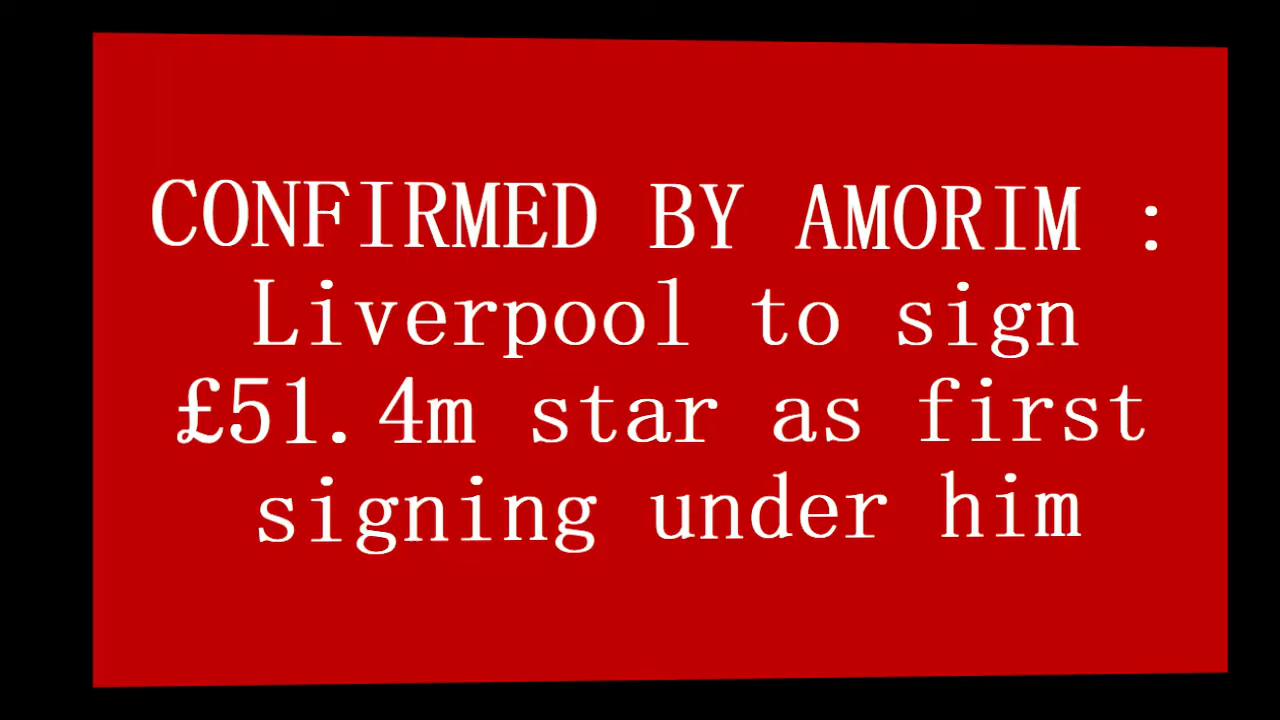 CONFIRMED BY AMORIM :
Liverpool to sign
£51.4m star as first
signing under him